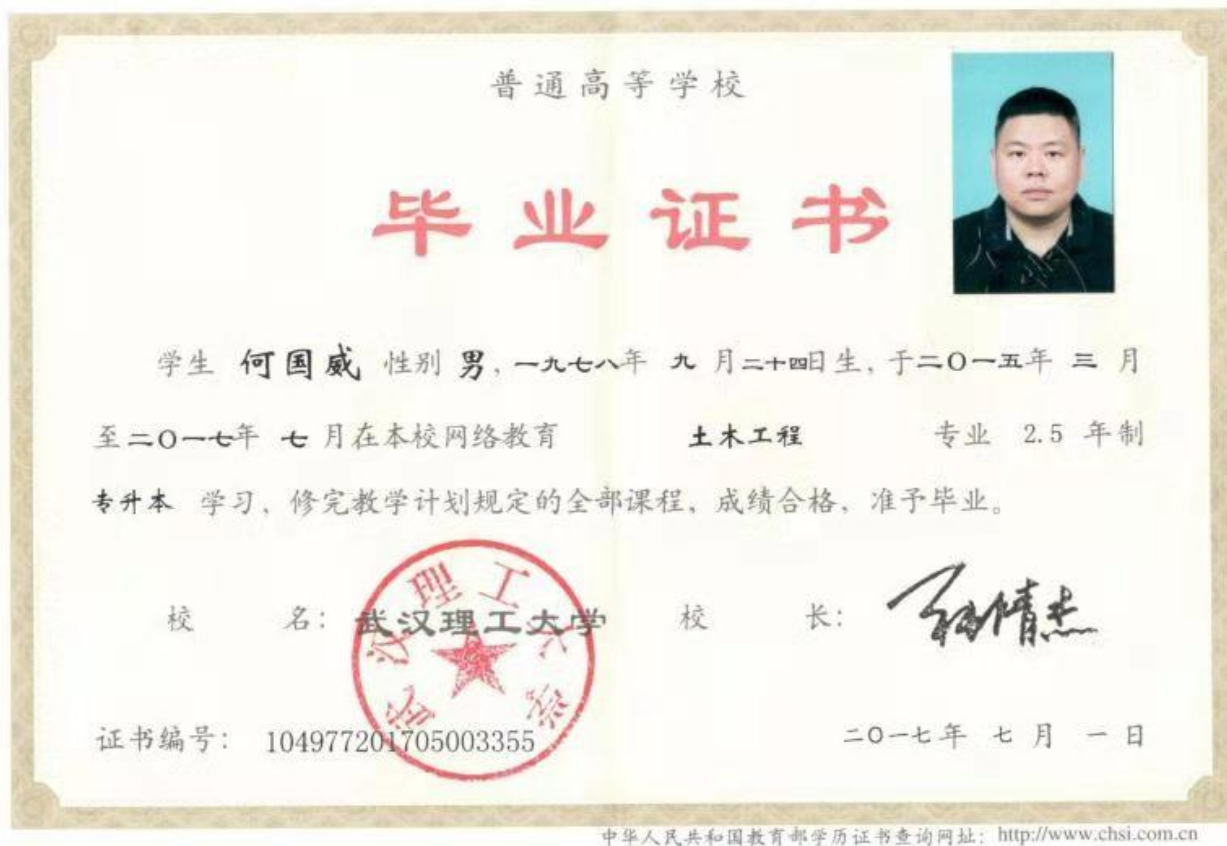 普通高等学校
毕业证书
学生 何国威 性别 男, 一九七八年 九 月二十四日生, 于二〇一五年 三 月
至二〇一七年 七 月在本校网络教育 土木工程 专业 2.5 年制
专升本 学习、修完教学计划规定的全部课程、成绩合格、准予毕业。
校 名: 武汉理工大学 校 长:
武汉理工大学
证书编号: 104977201705003355 二〇一七年 七 月 一 日
中华人民共和国教育部学历证书查询网址: http://www.chsi.com.cn